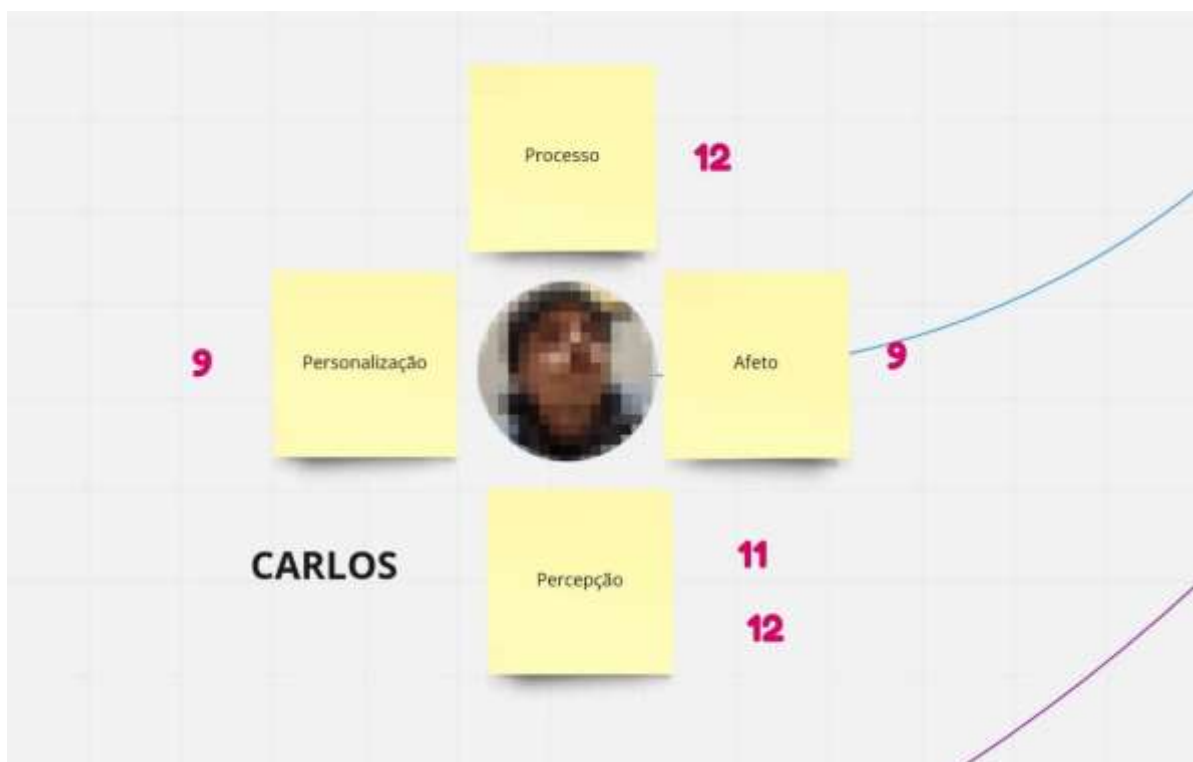 Processo
12
9
Personalização
Afeto
9
CARLOS
Percepção
11
12